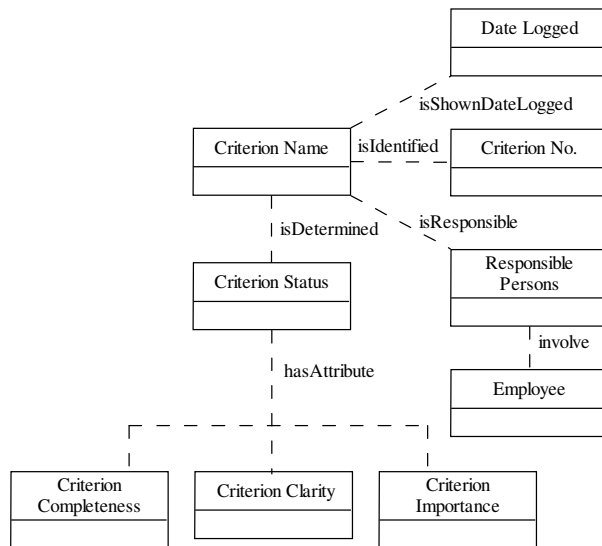 Date Logged
isShownDateLogged
Criterion Name
isIdentified
Criterion No.
isResponsible
isDetermined
Criterion Status
Responsible
Persons
involve
hasAttribute
Employee
Criterion
Completeness
Criterion Clarity
Criterion
Importance